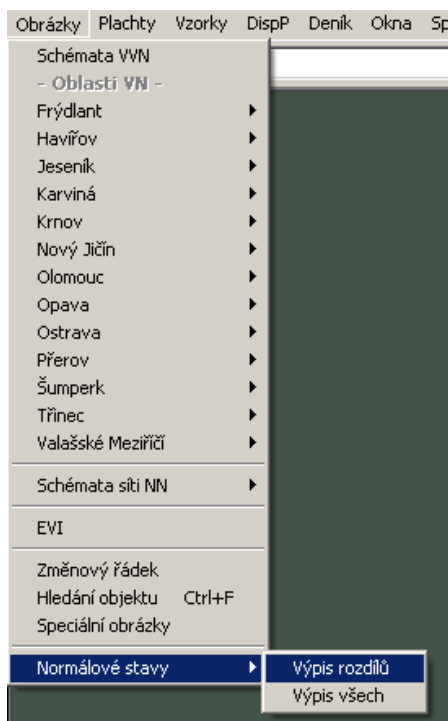 Obrázky Plachty Vzorky DispP Deník Okna Sp
Schémata VVN
- Oblasti VN -
Frýdlant
Havířov
Jeseník
Karviná
Krnov
Nový Jičín
Olomouc
Opava
Ostrava
Přerov
Šumperk
Třinec
Valašské Meziříčí
Schémata síti NN
EVI
Změnový řádek
Hledání objektu Ctrl+F
Speciální obrázky
Normálové stavy
Výpis rozdílů
Výpis všech